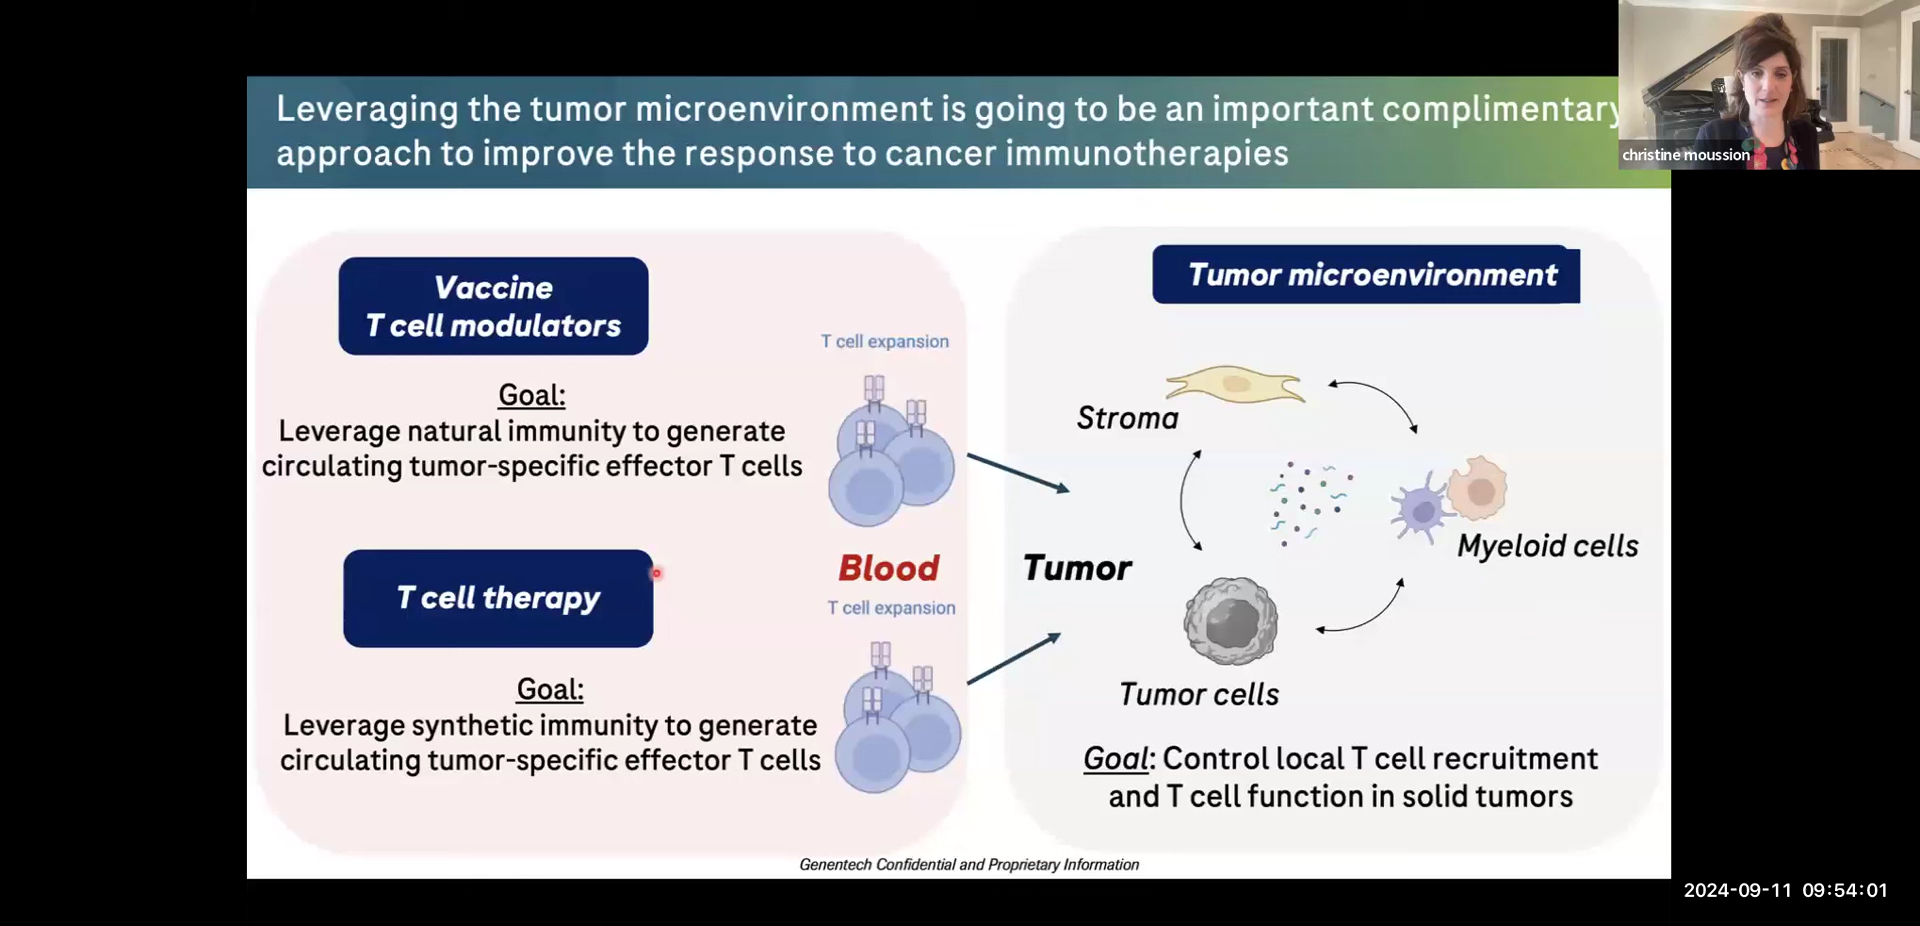 Leveraging the tumor microenvironment is going to be an important complimentary
approach to improve the response to cancer immunotherapies
christine moussion
Vaccine
T cell modulators
Goal:
Leverage natural immunity to generate
circulating tumor-specific effector T cells
T cell expansion
Blood
T cell therapy
T cell expansion
Goal:
Leverage synthetic immunity to generate
circulating tumor-specific effector T cells
Tumor microenvironment
Stroma
Myeloid cells
Tumor
Tumor cells
Goal: Control local T cell recruitment
and T cell function in solid tumors
Genentech Confidential and Proprietary Information
2024-09-11 09:54:01